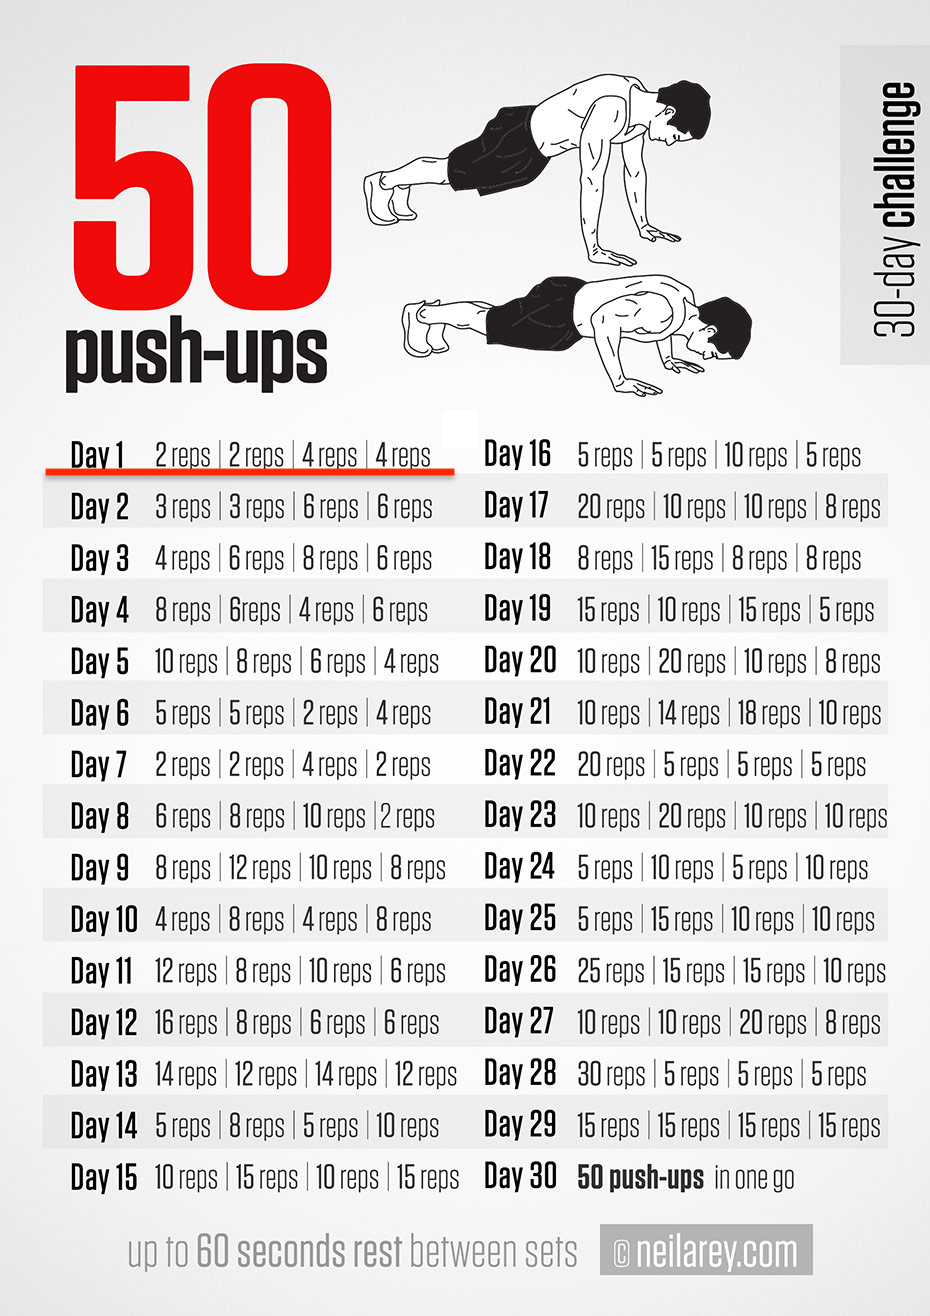 50
push-ups
30-day challenge
Day 1 2 reps | 2 reps | 4 reps | 4 reps
Day 2 3 reps | 3 reps | 6 reps | 6 reps
Day 3 4 reps | 6 reps | 8 reps | 6 reps
Day 4 8 reps | 6reps | 4 reps | 6 reps
Day 5 10 reps | 8 reps | 6 reps | 4 reps
Day 6 5 reps | 5 reps | 2 reps | 4 reps
Day 7 2 reps | 2 reps | 4 reps | 2 reps
Day 8 6 reps | 8 reps | 10 reps |2 reps
Day 9 8 reps | 12 reps | 10 reps | 8 reps
Day 10 4 reps | 8 reps | 4 reps | 8 reps
Day 11 12 reps | 8 reps | 10 reps | 6 reps
Day 12 16 reps | 8 reps | 6 reps | 6 reps
Day 13 14 reps | 12 reps | 14 reps | 12 reps
Day 14 5 reps | 8 reps | 5 reps | 10 reps
Day 15 10 reps | 15 reps | 10 reps | 15 reps
Day 16 5 reps | 5 reps | 10 reps | 5 reps
Day 17 20 reps | 10 reps | 10 reps | 8 reps
Day 18 8 reps | 15 reps | 8 reps | 8 reps
Day 19 15 reps | 10 reps | 15 reps | 5 reps
Day 20 10 reps | 20 reps | 10 reps | 8 reps
Day 21 10 reps | 14 reps | 18 reps | 10 reps
Day 22 20 reps | 5 reps | 5 reps | 5 reps
Day 23 10 reps | 20 reps | 10 reps | 10 reps
Day 24 5 reps | 10 reps | 5 reps | 10 reps
Day 25 5 reps | 15 reps | 10 reps | 10 reps
Day 26 25 reps | 15 reps | 15 reps | 10 reps
Day 27 10 reps | 10 reps | 20 reps | 8 reps
Day 28 30 reps | 5 reps | 5 reps | 5 reps
Day 29 15 reps | 15 reps | 15 reps | 15 reps
Day 30 50 push-ups in one go
up to 60 seconds rest between sets
© neilarey.com